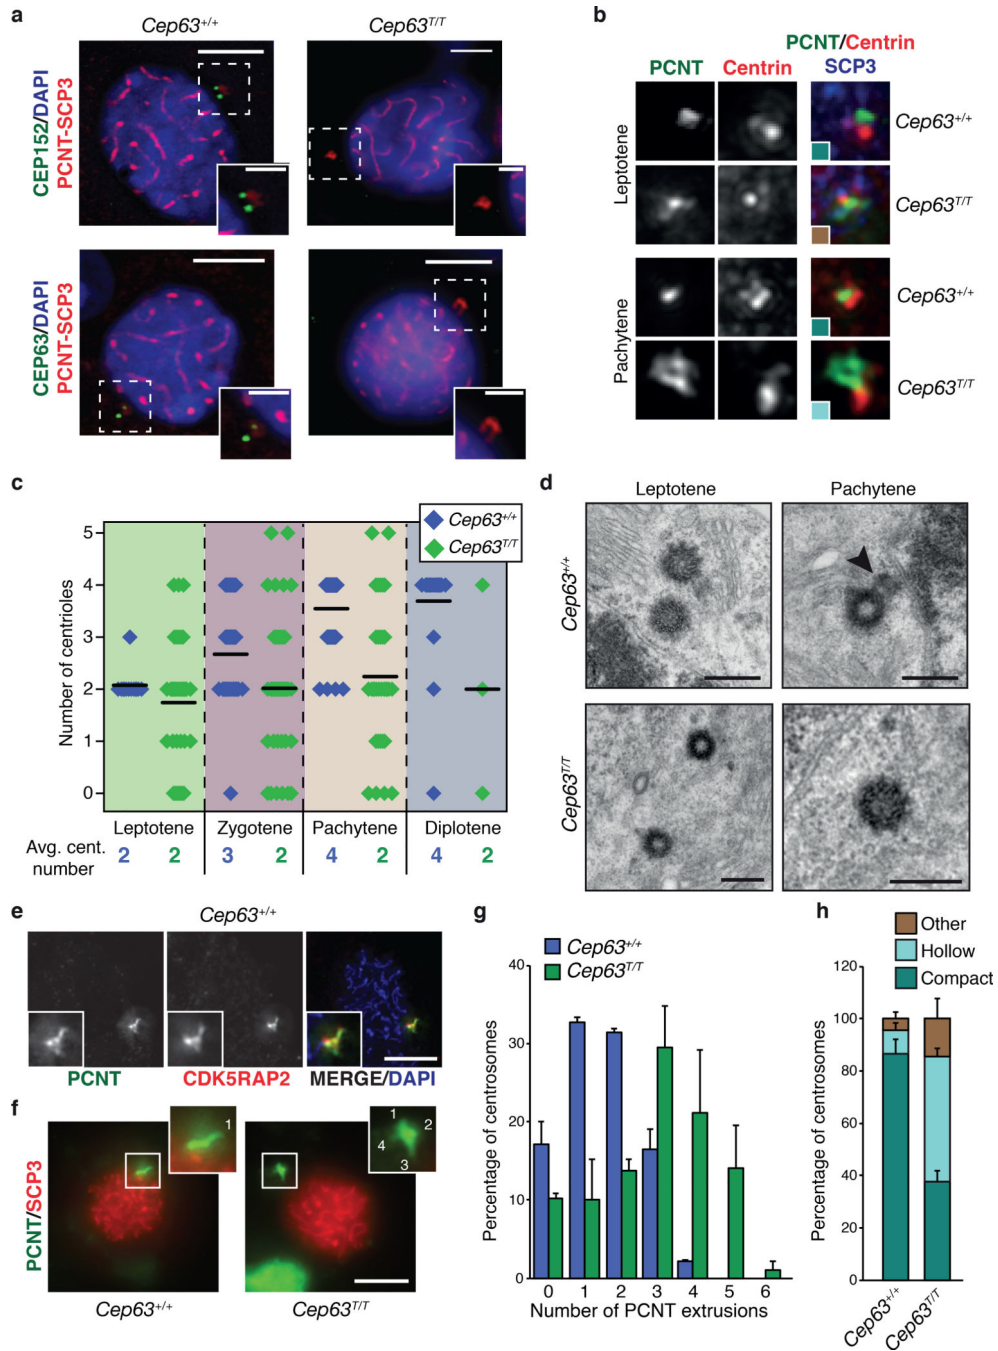 a
Cep63+/+
Cep63T/T
CEP152/DAPI
PCNT-SCP3
CEP63/DAPI
PCNT-SCP3
b
PCNT
Centrin
PCNT/Centrin
SCP3
Leptotene
Cep63+/+
Cep63T/T
Pachytene
Cep63+/+
Cep63T/T
c
Cep63+/+
Cep63T/T
Number of centrioles
5
4
3
2
1
0
Leptotene
Zygotene
Pachytene
Diplotene
Avg. cent.
number
2 2 3 2 4 2 4 2
d
Leptotene
Pachytene
Cep63+/+
Cep63T/T
e
Cep63+/+
PCNT
CDK5RAP2
MERGE/DAPI
f
PCNT/SCP3
1
1
2
3
4
Cep63+/+
Cep63T/T
g
Cep63+/+
Cep63T/T
Percentage of centrosomes
40
30
20
10
0
0 1 2 3 4 5 6
Number of PCNT extrusions
h
Other
Hollow
Compact
Percentage of centrosomes
120
100
80
60
40
20
0
Cep63+/+
Cep63T/T